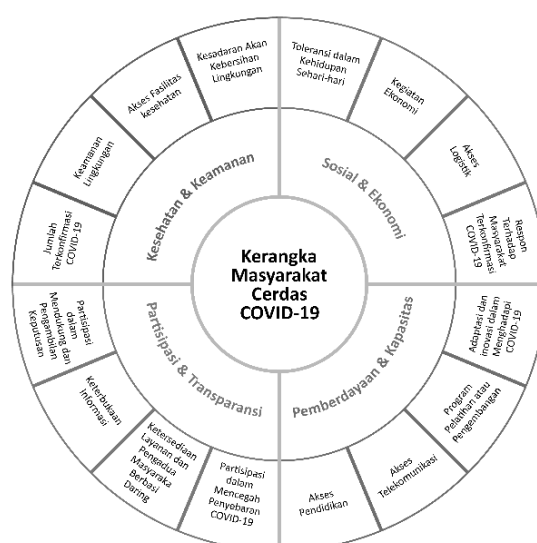 Kerangka
Masyarakat
Cerdas
COVID-19
Kesehatan & Keamanan
Sosial & Ekonomi
Pemberdayaan & Kapasitas
Partisipasi & Transparansi
Jumlah
Terkonfirmasi
COVID-19
Keamanan
Lingkungan
Akses Fasilitas
kesehatan
Kesadaran Akan
Kebersihan
Lingkungan
Toleransi dalam
Kehidupan
Sehari-hari
Kegiatan
Ekonomi
Akses
Logistik
Respon
Terhadap
Masyarakat
Terkonfirmasi
COVID-19
Adaptasi dan
inovasi dalam
Menghadapi
COVID-19
Program
Pelatihan atau
Pengembangan
Akses
Telekomunikasi
Akses
Pendidikan
Partisipasi
dalam
Mencegah
Penyebaran
COVID-19
Ketersediaan
Layanan dan
Pengadua
Masyaraka
Berbasi
Daring
Keterbukaan
Informasi
Partisipasi
dalam
Mendukung dan
Pengambilan
Keputusan